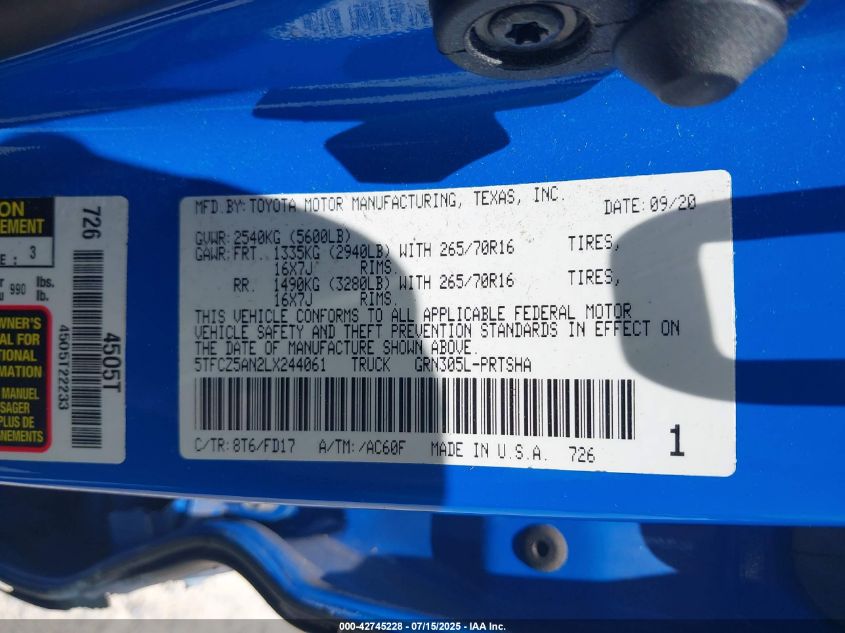 ION
EMENT
E : 3
r 990 lbs.
u lb.
WNER'S
AL FOR
TIONAL
RMATION
MANUEL
SAGER
PLUS DE
NEMENTS
726
4505T
4505122233
MFD.BY:TOYOTA MOTOR MANUFACTURING, TEXAS, INC. DATE:09/20
GVWR:2540KG (5600LB)
GAWR:FRT. 1335KG (2940LB) WITH 265/70R16 TIRES,
16X7J RIMS.
RR. 1490KG (3280LB) WITH 265/70R16 TIRES,
16X7J RIMS.
THIS VEHICLE CONFORMS TO ALL APPLICABLE FEDERAL MOTOR
VEHICLE SAFETY AND THEFT PREVENTION STANDARDS IN EFFECT ON
THE DATE OF MANUFACTURE SHOWN ABOVE.
5TFCZ5AN2LX244061 TRUCK GRN305L-PRTSHA
C/TR:8T6/FD17 A/TM:/AC60F MADE IN U.S.A. 726 1
000-42745228 - 07/15/2025 - IAA Inc.